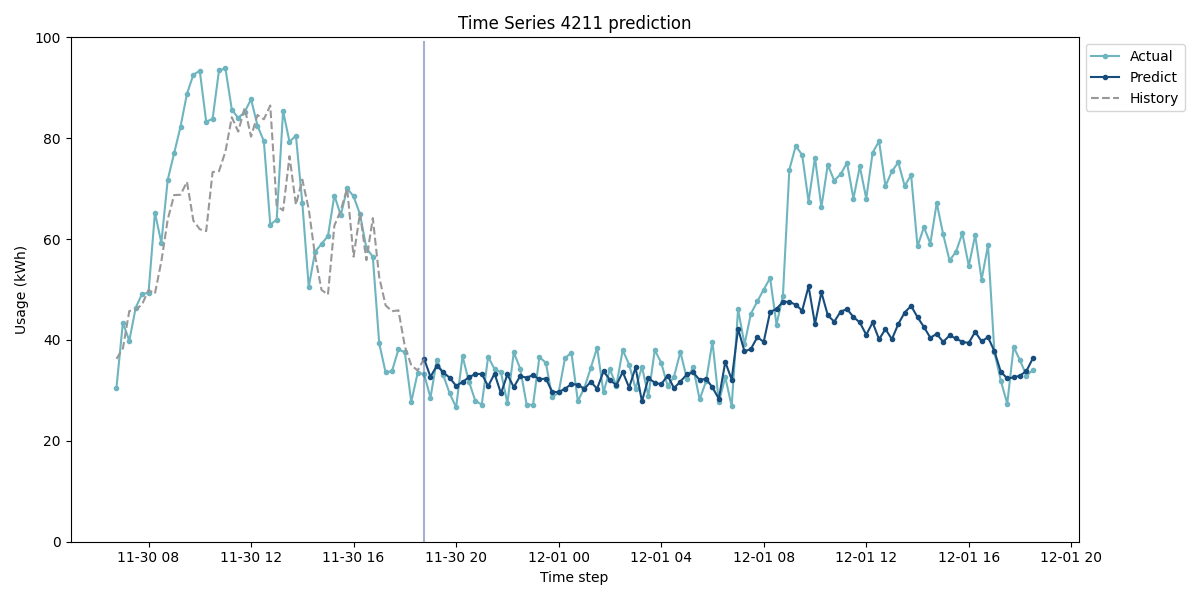 Time Series 4211 prediction
Usage (kWh)
100
80
60
40
20
0
11-30 08
11-30 12
11-30 16
11-30 20
12-01 00
12-01 04
12-01 08
12-01 12
12-01 16
12-01 20
Time step
Actual
Predict
History